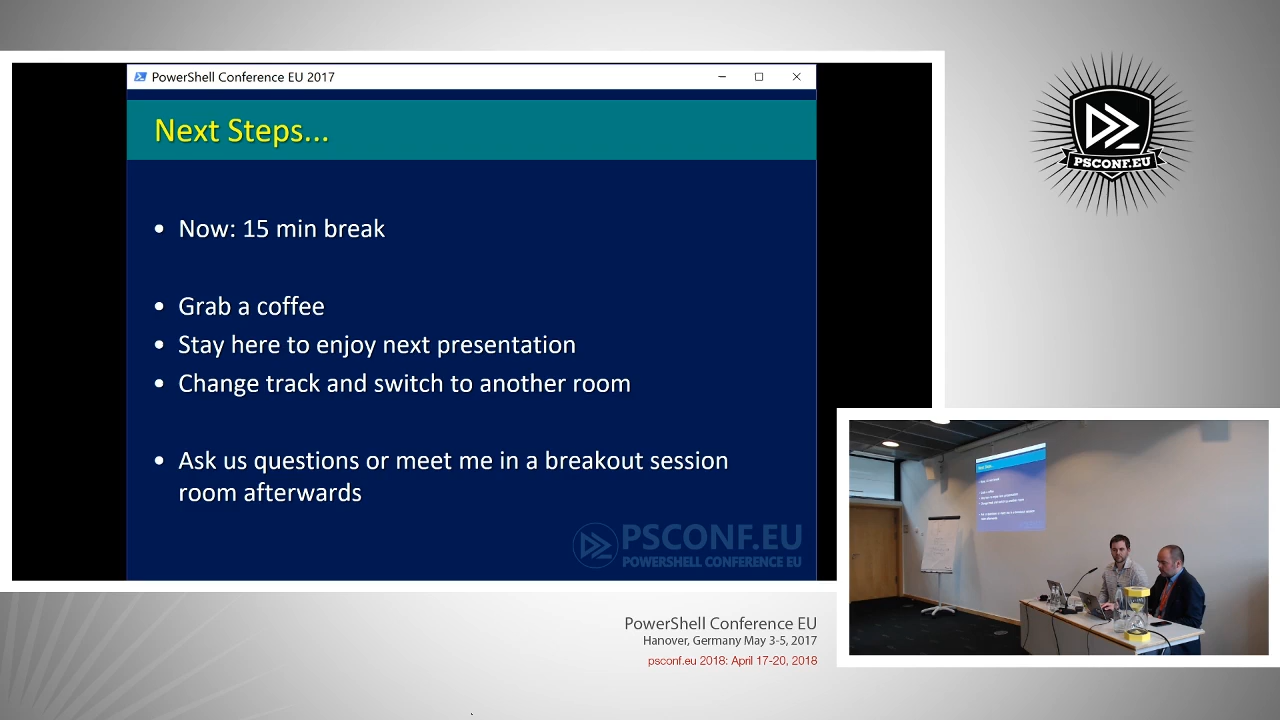 PowerShell Conference EU 2017
Next Steps...
• Now: 15 min break
• Grab a coffee
• Stay here to enjoy next presentation
• Change track and switch to another room
• Ask us questions or meet me in a breakout session
room afterwards
PSCONF.EU
POWERSHELL CONFERENCE EU
PSCONF.EU
Next Steps...
PowerShell Conference EU
Hanover, Germany May 3-5, 2017
psconf.eu 2018: April 17-20, 2018